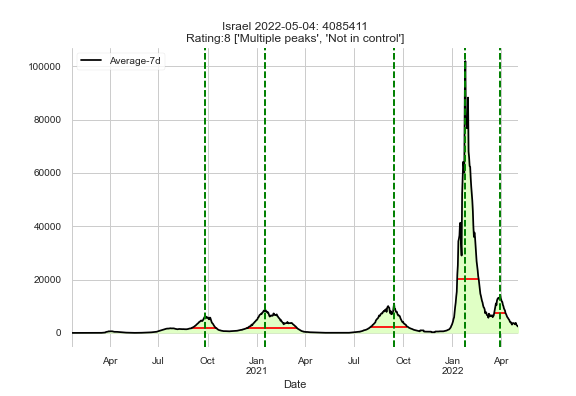 Israel 2022-05-04: 4085411
Rating:8 ['Multiple peaks', 'Not in control']
Average-7d
100000
80000
60000
40000
20000
0
Apr Jul Oct Jan Apr Jul Oct Jan Apr
2021 2022
Date